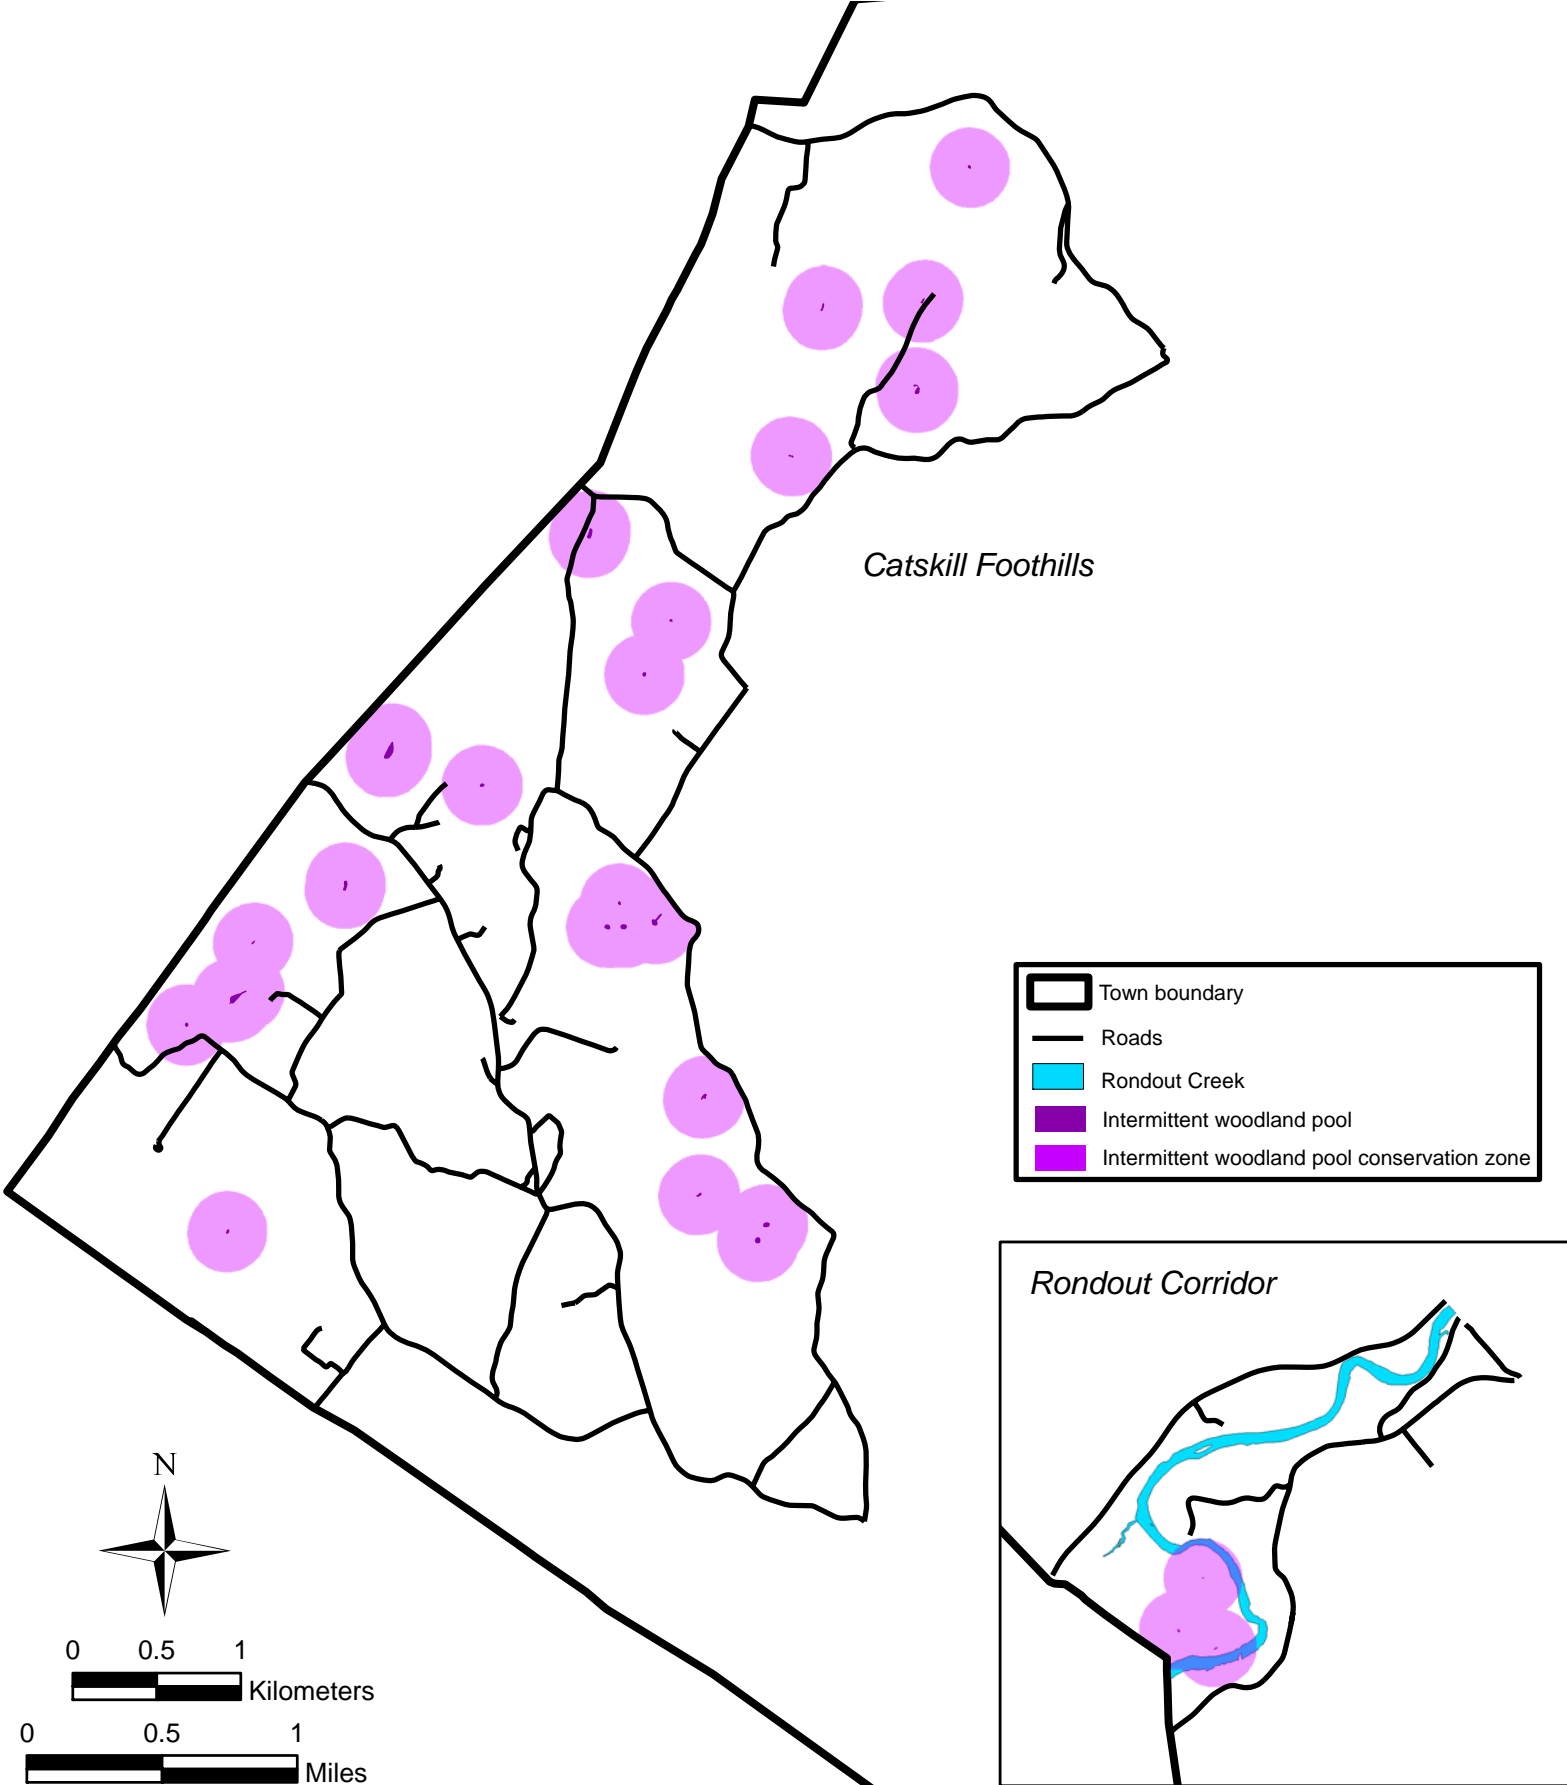 Catskill Foothills
Town boundary
Roads
Rondout Creek
Intermittent woodland pool
Intermittent woodland pool conservation zone
Rondout Corridor
N
0 0.5 1
Kilometers
0 0.5 1
Miles